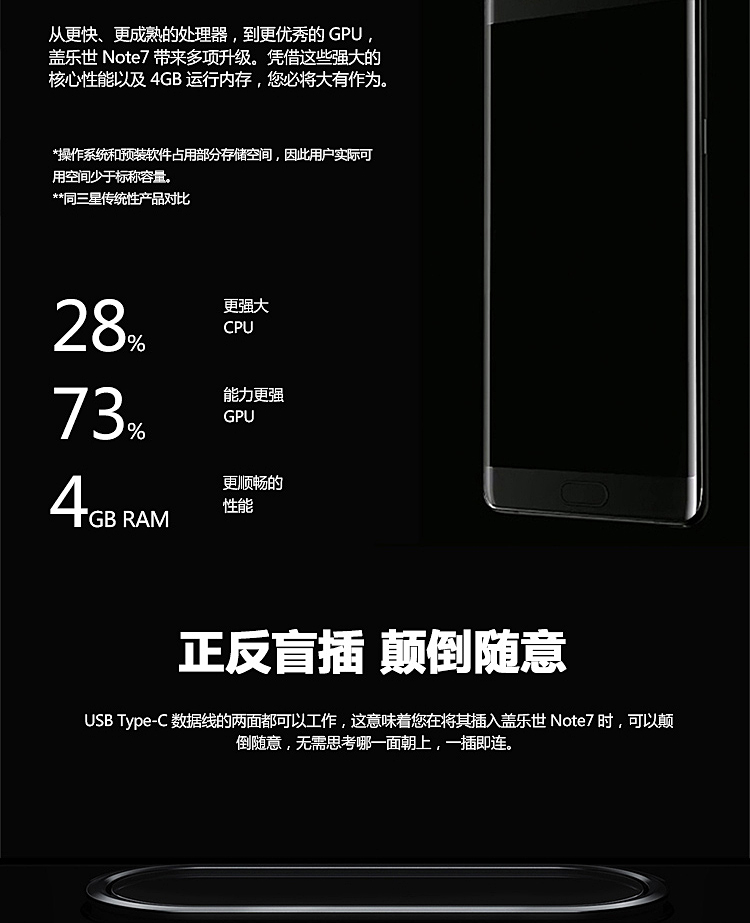 从更快、更成熟的处理器，到更优秀的 GPU，
盖乐世 Note7 带来多项升级。凭借这些强大的
核心性能以及 4GB 运行内存，您必将大有作为。
*操作系统和预装软件占用部分存储空间，因此用户实际可
用空间少于标称容量。
**同三星传统性产品对比
28%
更强大
CPU
73%
能力更强
GPU
4GB RAM
更顺畅的
性能
正反盲插 颠倒随意
USB Type-C 数据线的两面都可以工作，这意味着您在将其插入盖乐世 Note7 时，可以颠
倒随意，无需思考哪一面朝上，一插即连。